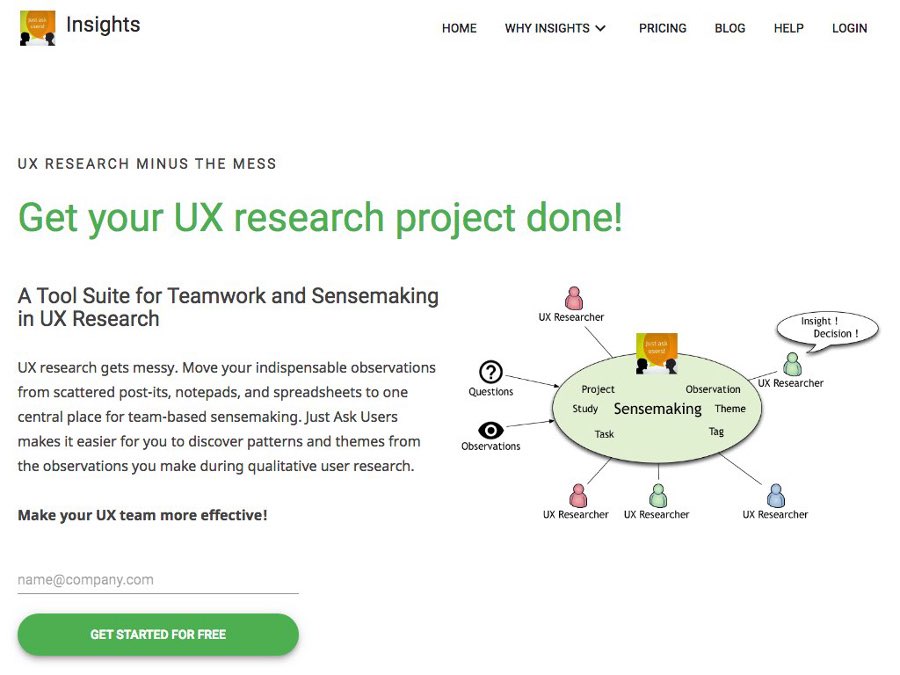 just ask
users!
Insights
HOME
WHY INSIGHTS
PRICING
BLOG
HELP
LOGIN
UX RESEARCH MINUS THE MESS
Get your UX research project done!
A Tool Suite for Teamwork and Sensemaking
in UX Research
UX research gets messy. Move your indispensable observations
from scattered post-its, notepads, and spreadsheets to one
central place for team-based sensemaking. Just Ask Users
makes it easier for you to discover patterns and themes from
the observations you make during qualitative user research.
Make your UX team more effective!
name@company.com
GET STARTED FOR FREE
UX Researcher
Insight !
Decision !
just ask
users!
UX Researcher
Questions
Project
Observation
Study
Sensemaking
Theme
Task
Tag
Observations
UX Researcher
UX Researcher
UX Researcher